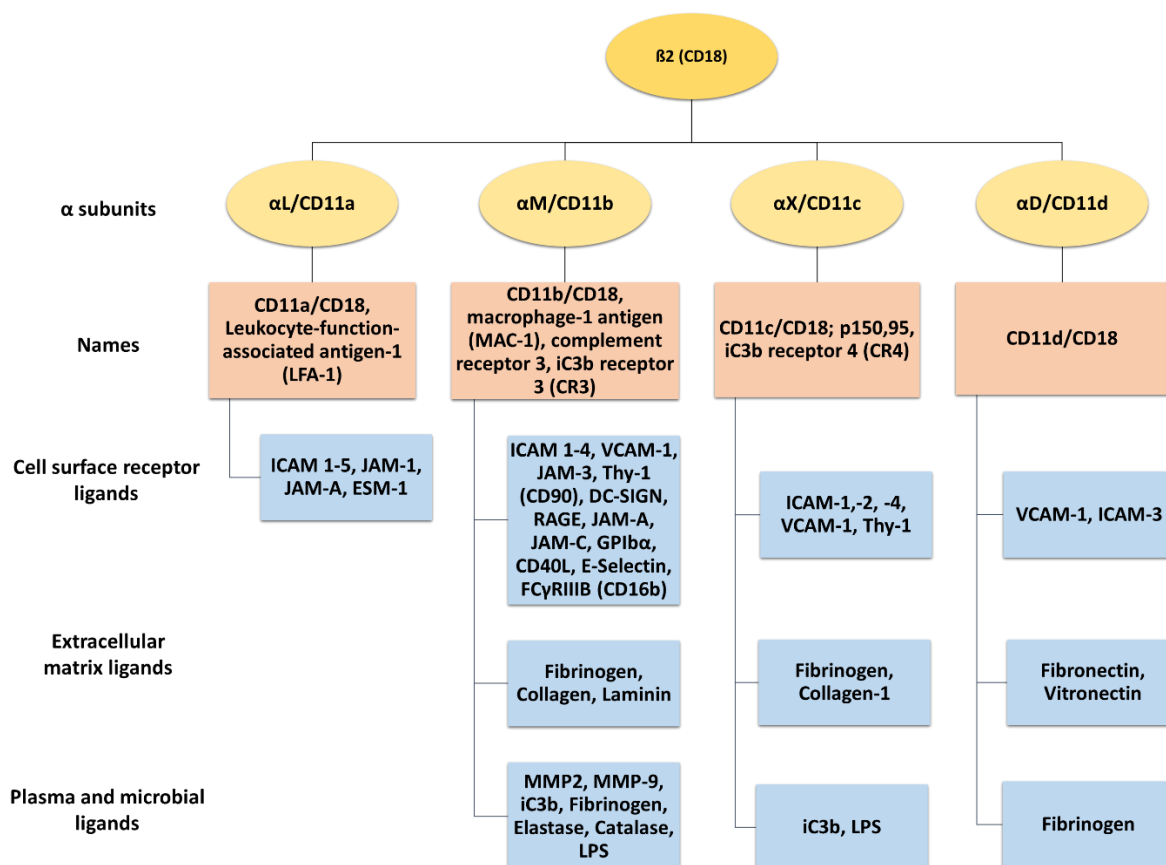 ß2 (CD18)
α subunits
αL/CD11a
αM/CD11b
αX/CD11c
αD/CD11d
Names
CD11a/CD18,
Leukocyte-function-
associated antigen-1
(LFA-1)
CD11b/CD18,
macrophage-1 antigen
(MAC-1), complement
receptor 3, iC3b receptor
3 (CR3)
CD11c/CD18; p150,95,
iC3b receptor 4 (CR4)
CD11d/CD18
Cell surface receptor
ligands
ICAM 1-5, JAM-1,
JAM-A, ESM-1
ICAM 1-4, VCAM-1,
JAM-3, Thy-1
(CD90), DC-SIGN,
RAGE, JAM-A,
JAM-C, GPIbα,
CD40L, E-Selectin,
FCγRIIIB (CD16b)
ICAM-1,-2, -4,
VCAM-1, Thy-1
VCAM-1, ICAM-3
Extracellular
matrix ligands
Fibrinogen,
Collagen, Laminin
Fibrinogen,
Collagen-1
Fibronectin,
Vitronectin
Plasma and microbial
ligands
MMP2, MMP-9,
iC3b, Fibrinogen,
Elastase, Catalase,
LPS
iC3b, LPS
Fibrinogen